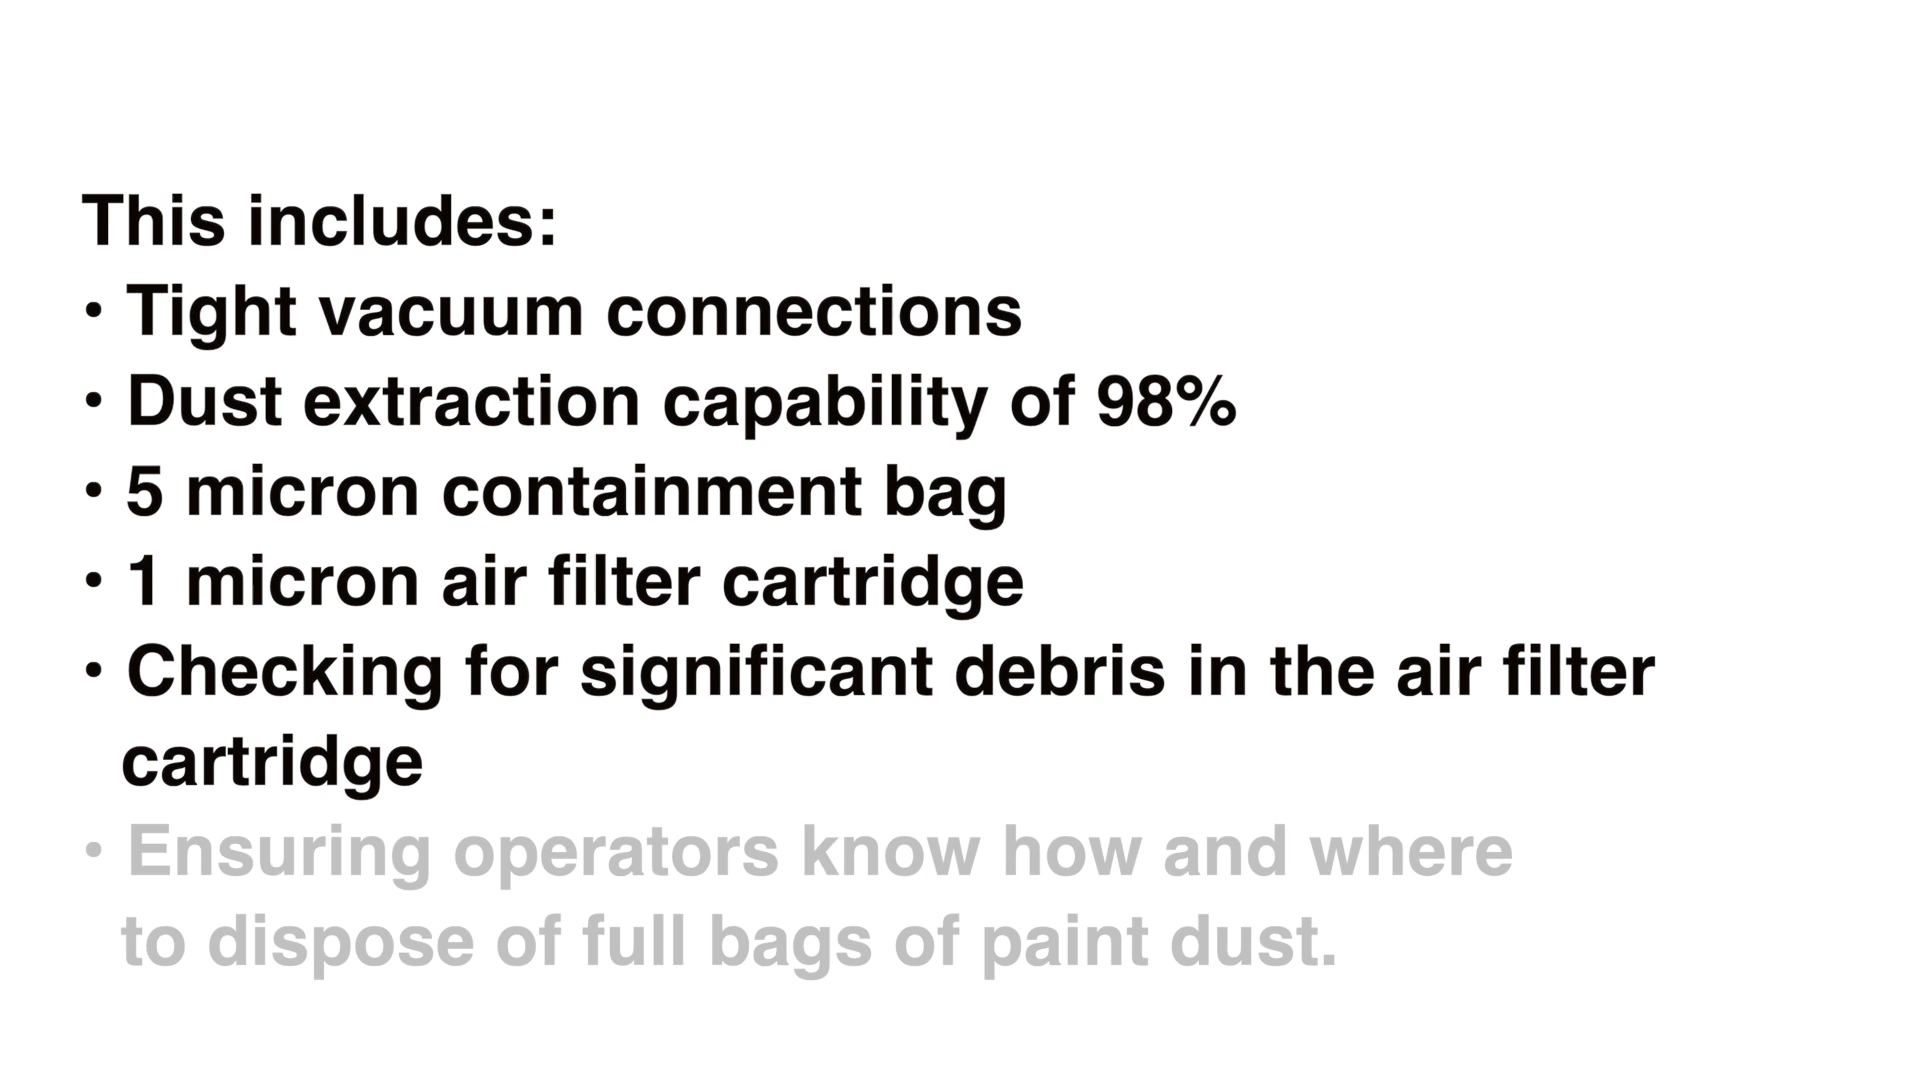 This includes:
• Tight vacuum connections
• Dust extraction capability of 98%
• 5 micron containment bag
• 1 micron air filter cartridge
• Checking for significant debris in the air filter
cartridge
• Ensuring operators know how and where
to dispose of full bags of paint dust.